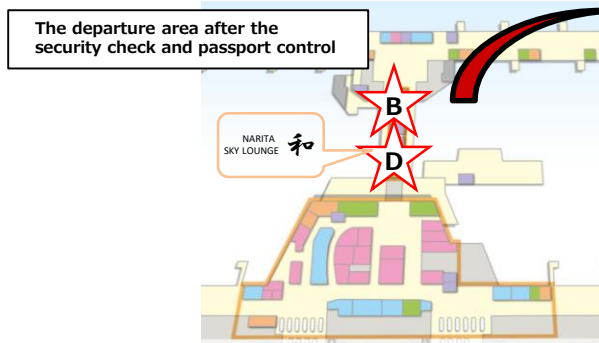 The departure area after the
security check and passport control
B
NARITA
SKY LOUNGE 和
D